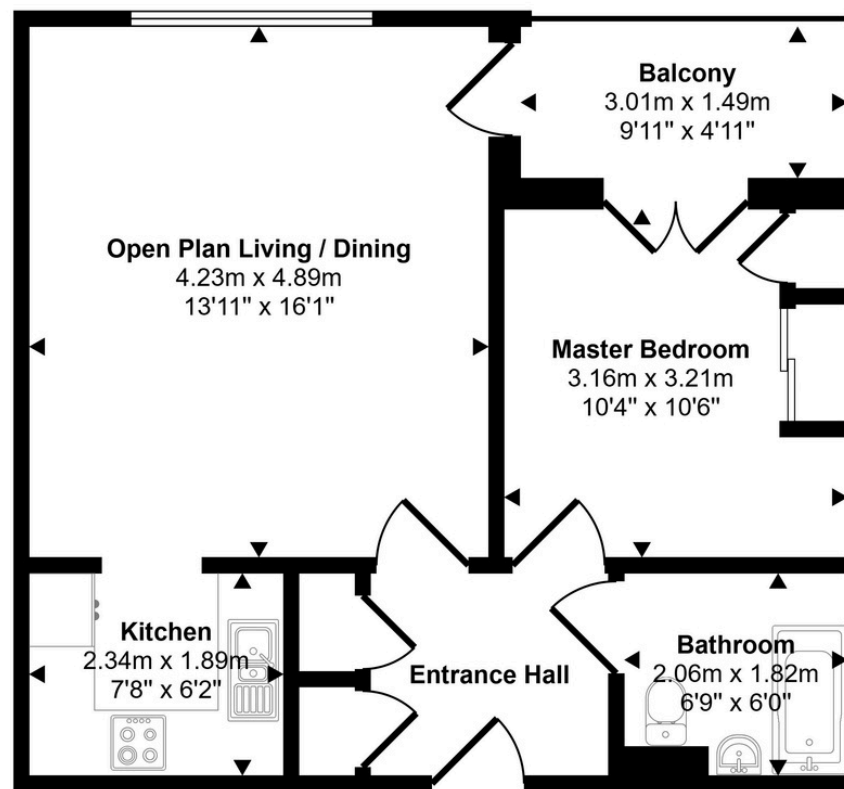 Balcony
3.01m x 1.49m
9'11" x 4'11"
Open Plan Living / Dining
4.23m x 4.89m
13'11" x 16'1"
Master Bedroom
3.16m x 3.21m
10'4" x 10'6"
Kitchen
2.34m x 1.89m
7'8" x 6'2"
Entrance Hall
Bathroom
2.06m x 1.82m
6'9" x 6'0"